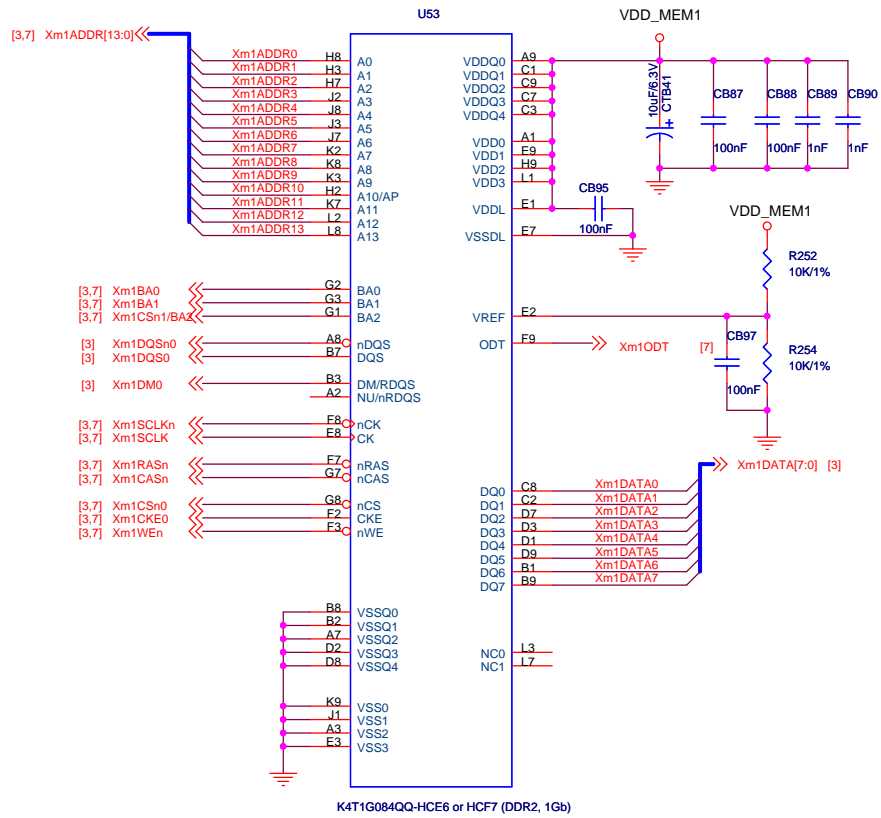 U53
VDD_MEM1
[3,7] Xm1ADDR[13:0]
Xm1ADDR0 H8 A0
Xm1ADDR1 H3 A1
Xm1ADDR2 H7 A2
Xm1ADDR3 J2 A3
Xm1ADDR4 J8 A4
Xm1ADDR5 J3 A5
Xm1ADDR6 J7 A6
Xm1ADDR7 K2 A7
Xm1ADDR8 K8 A8
Xm1ADDR9 K3 A9
Xm1ADDR10 H2 A10/AP
Xm1ADDR11 K7 A11
Xm1ADDR12 L2 A12
Xm1ADDR13 L8 A13
VDDQ0 A9
VDDQ1 C1
VDDQ2 C9
VDDQ3 C7
VDDQ4 C3
VDD0 A1
VDD1 E9
VDD2 H9
VDD3 L1
VDDL E1
VSSDL E7
10uF/6.3V
CTB41
+
CB87
100nF
CB88
100nF
CB89
1nF
CB90
1nF
CB95
100nF
VDD_MEM1
R252
10K/1%
[3,7] Xm1BA0 G2 BA0
[3,7] Xm1BA1 G3 BA1
[3,7] Xm1CSn1/BA2 G1 BA2
[3] Xm1DQSn0 A8 nDQS
[3] Xm1DQS0 B7 DQS
[3] Xm1DM0 B3 DM/RDQS
A2 NU/nRDQS
[3,7] Xm1SCLKn F8 nCK
[3,7] Xm1SCLK E8 CK
[3,7] Xm1RASn F7 nRAS
[3,7] Xm1CASn G7 nCAS
[3,7] Xm1CSn0 G8 nCS
[3,7] Xm1CKE0 F2 CKE
[3,7] Xm1WEn F3 nWE
VREF E2
ODT F9 Xm1ODT [7]
CB97
100nF
R254
10K/1%
Xm1DATA[7:0] [3]
DQ0 C8 Xm1DATA0
DQ1 C2 Xm1DATA1
DQ2 D7 Xm1DATA2
DQ3 D3 Xm1DATA3
DQ4 D1 Xm1DATA4
DQ5 D9 Xm1DATA5
DQ6 B1 Xm1DATA6
DQ7 B9 Xm1DATA7
B8 VSSQ0
B2 VSSQ1
A7 VSSQ2
D2 VSSQ3
D8 VSSQ4
NC0 L3
NC1 L7
K9 VSS0
J1 VSS1
A3 VSS2
E3 VSS3
K4T1G084QQ-HCE6 or HCF7 (DDR2, 1Gb)